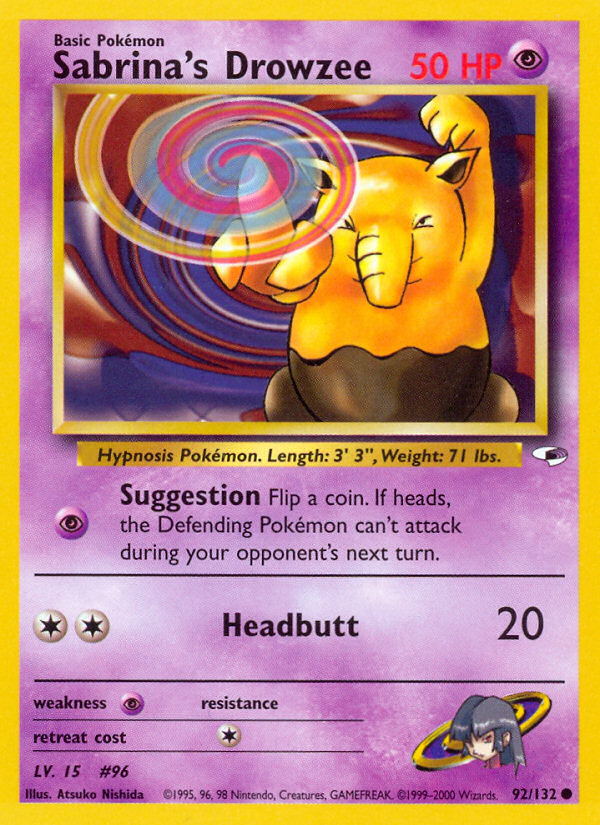 Basic Pokémon
Sabrina's Drowzee 50 HP
Hypnosis Pokémon. Length: 3' 3", Weight: 71 lbs.
Suggestion Flip a coin. If heads,
the Defending Pokémon can't attack
during your opponent's next turn.
Headbutt 20
weakness resistance
retreat cost
LV. 15 #96
Illus. Atsuko Nishida ©1995, 96, 98 Nintendo, Creatures, GAMEFREAK. ©1999–2000 Wizards. 92/132